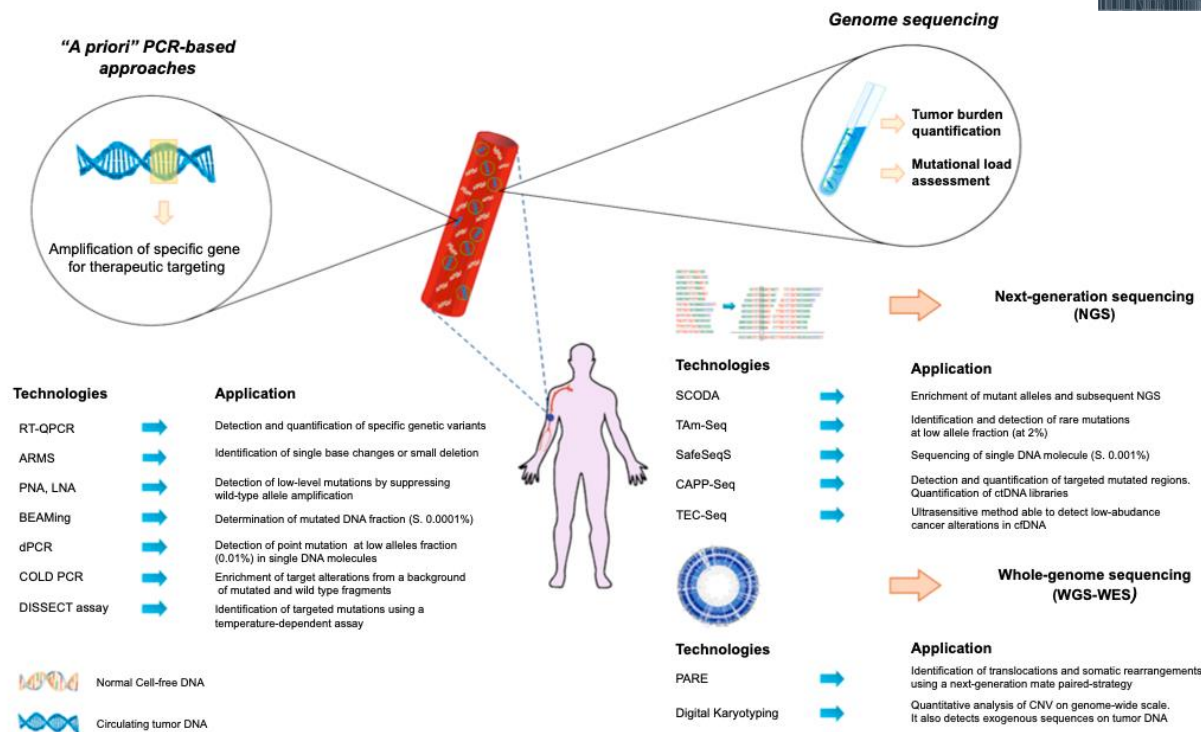 "A priori" PCR-based
approaches
Amplification of specific gene
for therapeutic targeting
Genome sequencing
Tumor burden
quantification
Mutational load
assessment
Technologies
Application
RT-QPCR
Detection and quantification of specific genetic variants
ARMS
Identification of single base changes or small deletion
PNA, LNA
Detection of low-level mutations by suppressing
wild-type allele amplification
BEAMing
Determination of mutated DNA fraction (S. 0.0001%)
dPCR
Detection of point mutation at low alleles fraction
(0.01%) in single DNA molecules
COLD PCR
Enrichment of target alterations from a background
of mutated and wild type fragments
DISSECT assay
Identification of targeted mutations using a
temperature-dependent assay
Normal Cell-free DNA
Circulating tumor DNA
Next-generation sequencing
(NGS)
Technologies
Application
SCODA
Enrichment of mutant alleles and subsequent NGS
TAm-Seq
Identification and detection of rare mutations
at low allele fraction (at 2%)
SafeSeqS
Sequencing of single DNA molecule (S. 0.001%)
CAPP-Seq
Detection and quantification of targeted mutated regions.
Quantification of ctDNA libraries
TEC-Seq
Ultrasensitive method able to detect low-abudance
cancer alterations in cfDNA
Whole-genome sequencing
(WGS-WES)
Technologies
Application
PARE
Identification of translocations and somatic rearrangements
using a next-generation mate paired-strategy
Digital Karyotyping
Quantitative analysis of CNV on genome-wide scale.
It also detects exogenous sequences on tumor DNA